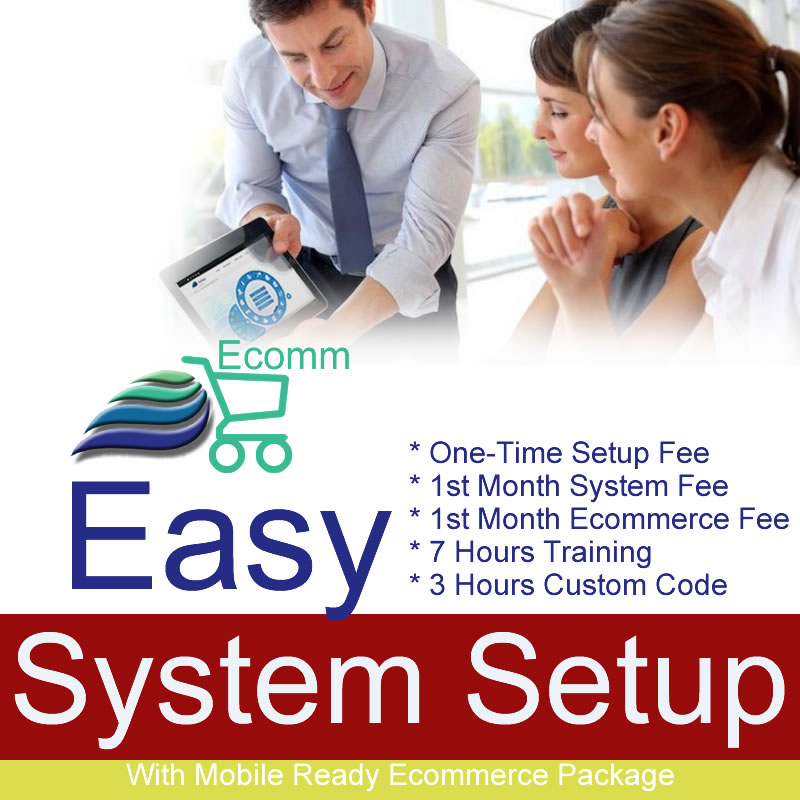 Ecomm
Easy
* One-Time Setup Fee
* 1st Month System Fee
* 1st Month Ecommerce Fee
* 7 Hours Training
* 3 Hours Custom Code
System Setup
With Mobile Ready Ecommerce Package